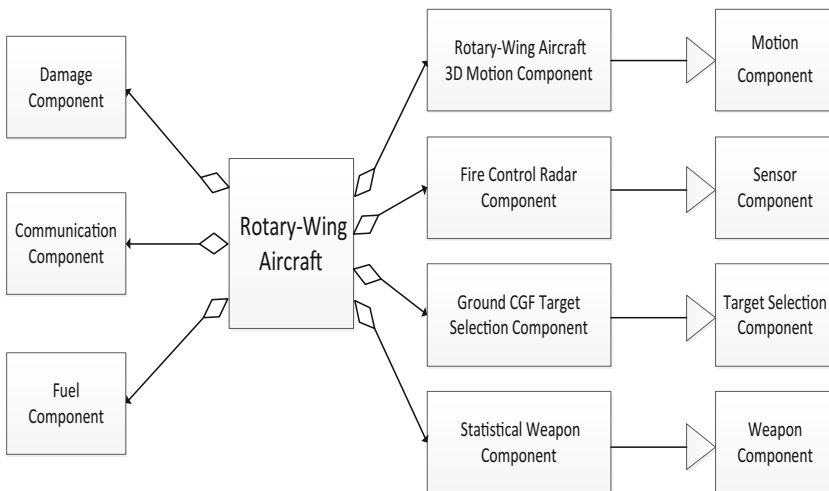 Damage
Component
Communication
Component
Fuel
Component
Rotary-Wing
Aircraft
Rotary-Wing Aircraft
3D Motion Component
Fire Control Radar
Component
Ground CGF Target
Selection Component
Statistical Weapon
Component
Motion
Component
Sensor
Component
Target Selection
Component
Weapon
Component